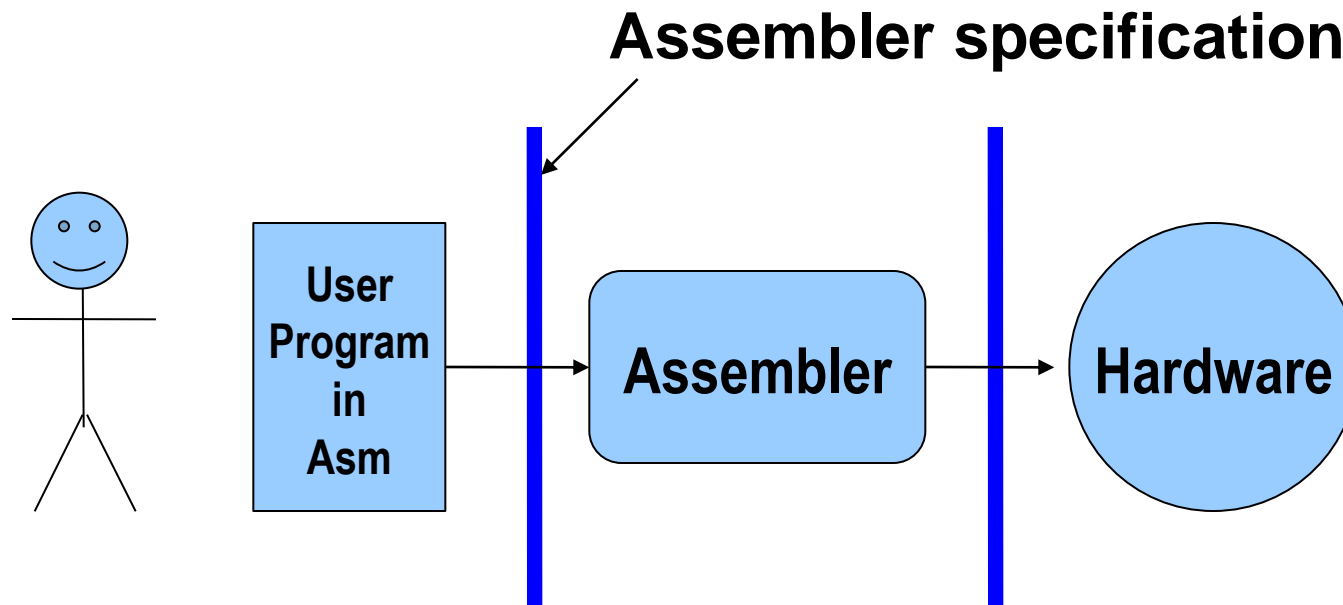 Assembler specification
User
Program
in
Asm
Assembler
Hardware